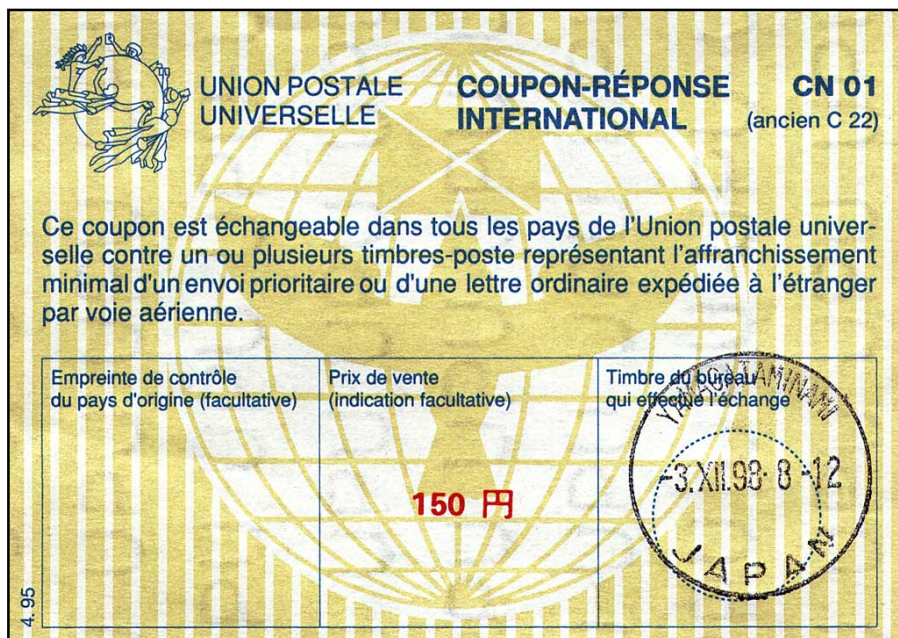 UNION POSTALE
UNIVERSELLE
COUPON-RÉPONSE
INTERNATIONAL
CN 01
(ancien C 22)
Ce coupon est échangeable dans tous les pays de l'Union postale univer-
selle contre un ou plusieurs timbres-poste représentant l'affranchissement
minimal d'un envoi prioritaire ou d'une lettre ordinaire expédiée à l'étranger
par voie aérienne.
Empreinte de contrôle
du pays d'origine (facultative)
Prix de vente
(indication facultative)
150 円
Timbre du bureau
qui effectue l'échange
YAMAGATAMINAMI
-3.XII.98. 8 -12
JAPAN
4.95